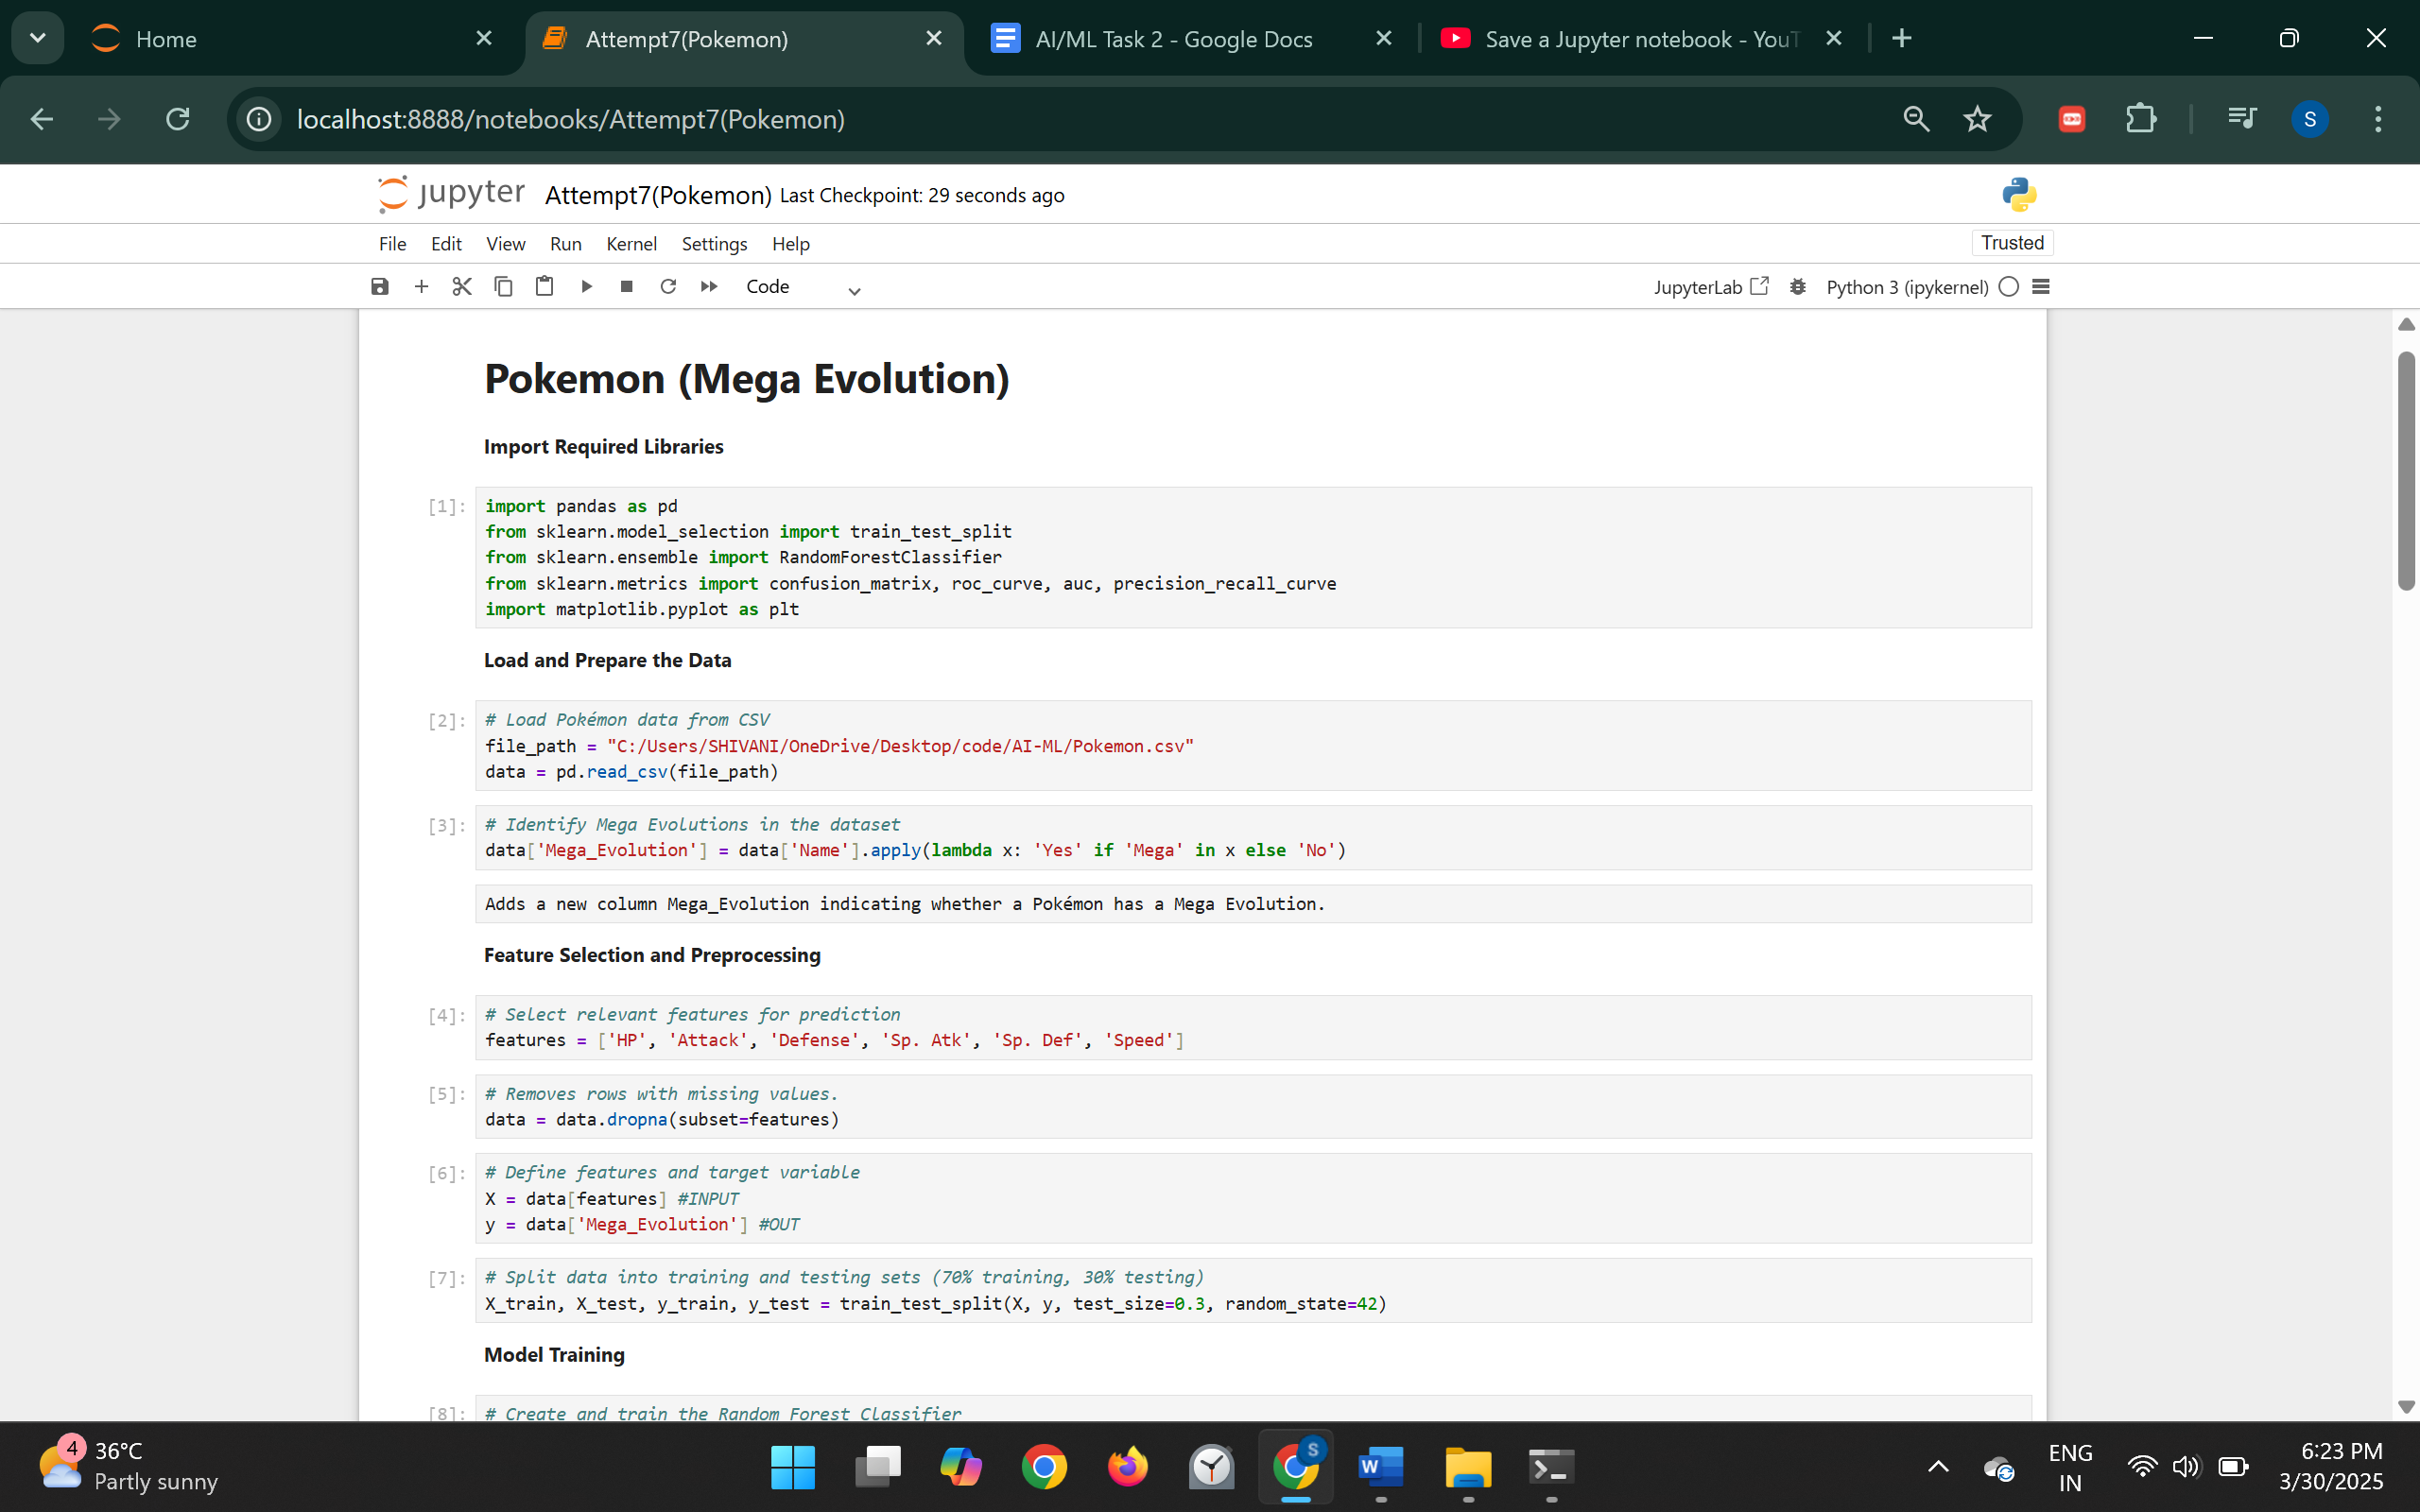 Home
Attempt7(Pokemon)
AI/ML Task 2 - Google Docs
Save a Jupyter notebook - YouT
localhost:8888/notebooks/Attempt7(Pokemon)
S
jupyter Attempt7(Pokemon) Last Checkpoint: 29 seconds ago
File Edit View Run Kernel Settings Help
Trusted
Code
JupyterLab
Python 3 (ipykernel)
Pokemon (Mega Evolution)
Import Required Libraries
[1]: import pandas as pd
from sklearn.model_selection import train_test_split
from sklearn.ensemble import RandomForestClassifier
from sklearn.metrics import confusion_matrix, roc_curve, auc, precision_recall_curve
import matplotlib.pyplot as plt
Load and Prepare the Data
[2]: # Load Pokémon data from CSV
file_path = "C:/Users/SHIVANI/OneDrive/Desktop/code/AI-ML/Pokemon.csv"
data = pd.read_csv(file_path)
[3]: # Identify Mega Evolutions in the dataset
data['Mega_Evolution'] = data['Name'].apply(lambda x: 'Yes' if 'Mega' in x else 'No')
Adds a new column Mega_Evolution indicating whether a Pokémon has a Mega Evolution.
Feature Selection and Preprocessing
[4]: # Select relevant features for prediction
features = ['HP', 'Attack', 'Defense', 'Sp. Atk', 'Sp. Def', 'Speed']
[5]: # Removes rows with missing values.
data = data.dropna(subset=features)
[6]: # Define features and target variable
X = data[features] #INPUT
y = data['Mega_Evolution'] #OUT
[7]: # Split data into training and testing sets (70% training, 30% testing)
X_train, X_test, y_train, y_test = train_test_split(X, y, test_size=0.3, random_state=42)
Model Training
[8]: # Create and train the Random Forest Classifier
4
36°C
Partly sunny
S
W
ENG
IN
6:23 PM
3/30/2025